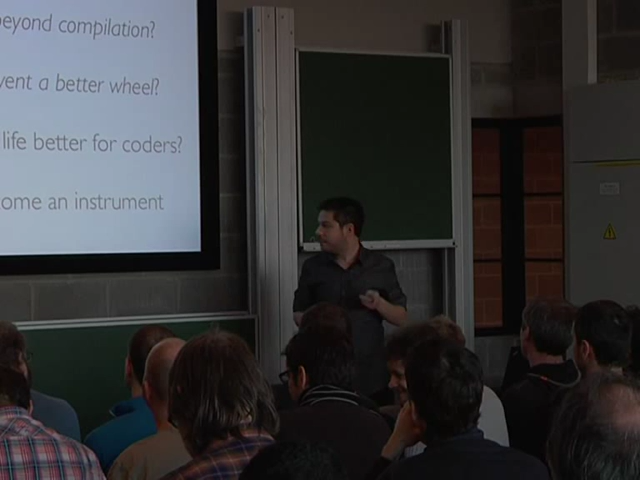 eyond compilation?
vent a better wheel?
life better for coders?
ome an instrument